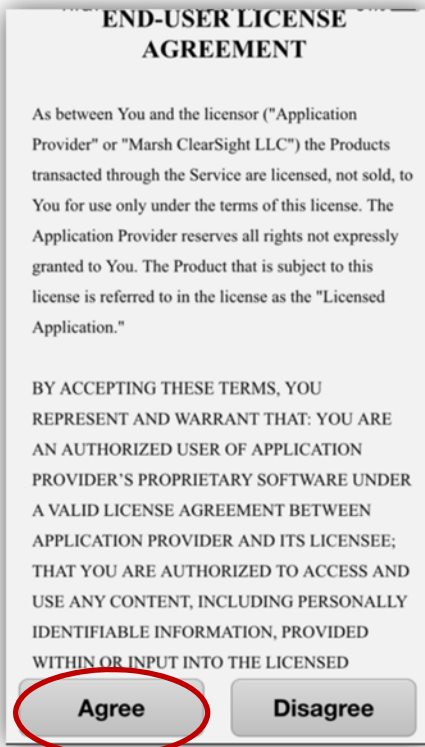 END-USER LICENSE
AGREEMENT
As between You and the licensor ("Application
Provider" or "Marsh ClearSight LLC") the Products
transacted through the Service are licensed, not sold, to
You for use only under the terms of this license. The
Application Provider reserves all rights not expressly
granted to You. The Product that is subject to this
license is referred to in the license as the "Licensed
Application."
BY ACCEPTING THESE TERMS, YOU
REPRESENT AND WARRANT THAT: YOU ARE
AN AUTHORIZED USER OF APPLICATION
PROVIDER’S PROPRIETARY SOFTWARE UNDER
A VALID LICENSE AGREEMENT BETWEEN
APPLICATION PROVIDER AND ITS LICENSEE;
THAT YOU ARE AUTHORIZED TO ACCESS AND
USE ANY CONTENT, INCLUDING PERSONALLY
IDENTIFIABLE INFORMATION, PROVIDED
WITHIN OR INPUT INTO THE LICENSED
Agree Disagree